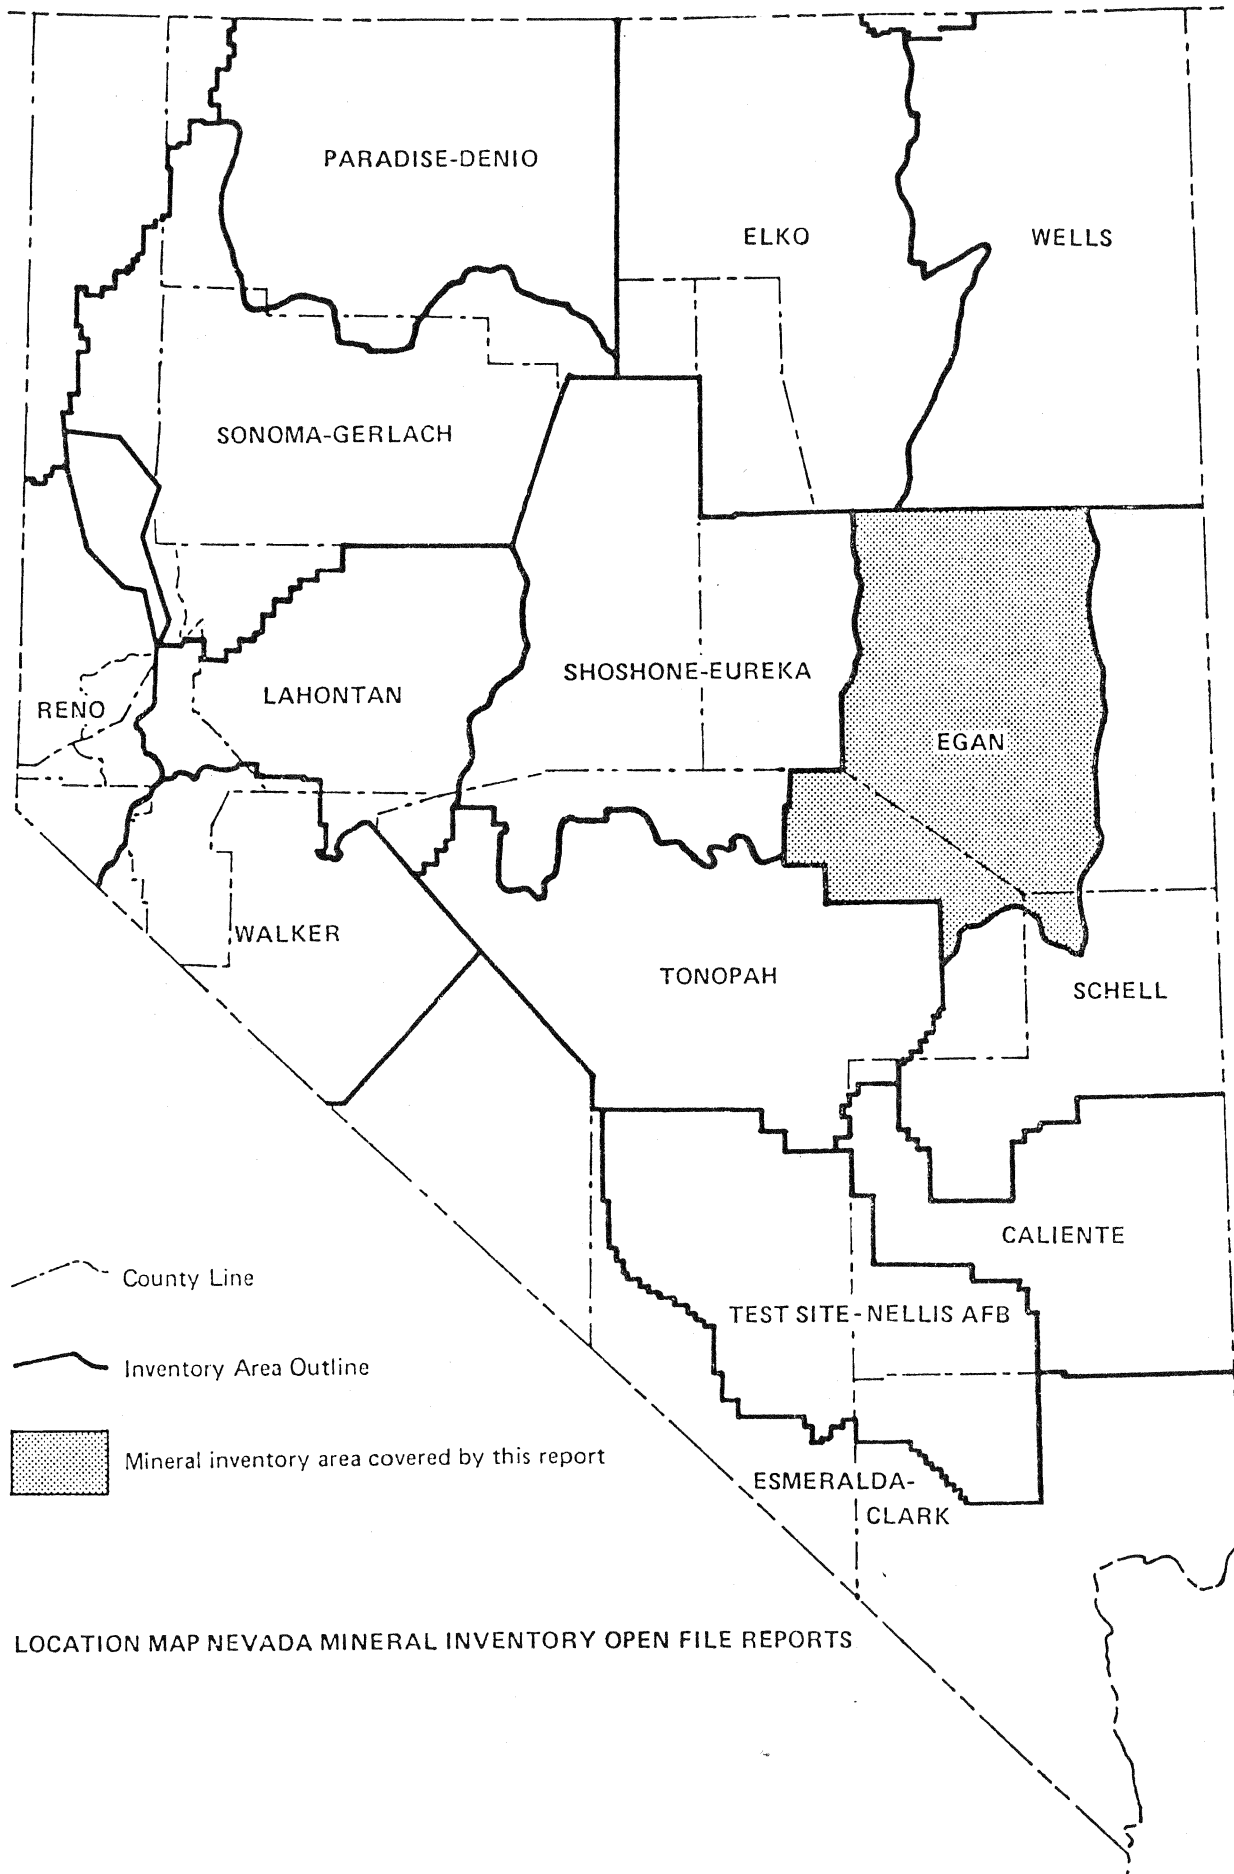 PARADISE-DENIO
ELKO
WELLS
SONOMA-GERLACH
SHOSHONE-EUREKA
LAHONTAN
RENO
EGAN
WALKER
TONOPAH
SCHELL
CALIENTE
County Line
TEST SITE-NELLIS AFB
Inventory Area Outline
Mineral inventory area covered by this report
ESMERALDA-
CLARK
LOCATION MAP NEVADA MINERAL INVENTORY OPEN FILE REPORTS